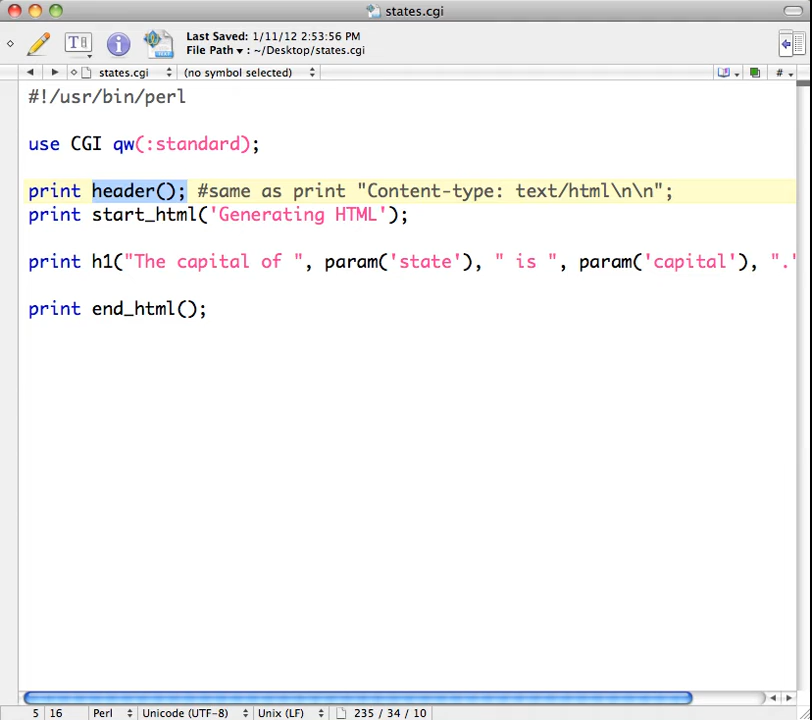 states.cgi
Last Saved: 1/11/12 2:53:56 PM
File Path ▾ : ~/Desktop/states.cgi
states.cgi (no symbol selected) #
#!/usr/bin/perl
use CGI qw(:standard);
print header(); #same as print "Content-type: text/html\n\n";
print start_html('Generating HTML');
print h1("The capital of ", param('state'), " is ", param('capital'), "."
print end_html();
5 16 Perl Unicode (UTF-8) Unix (LF) 235 / 34 / 10